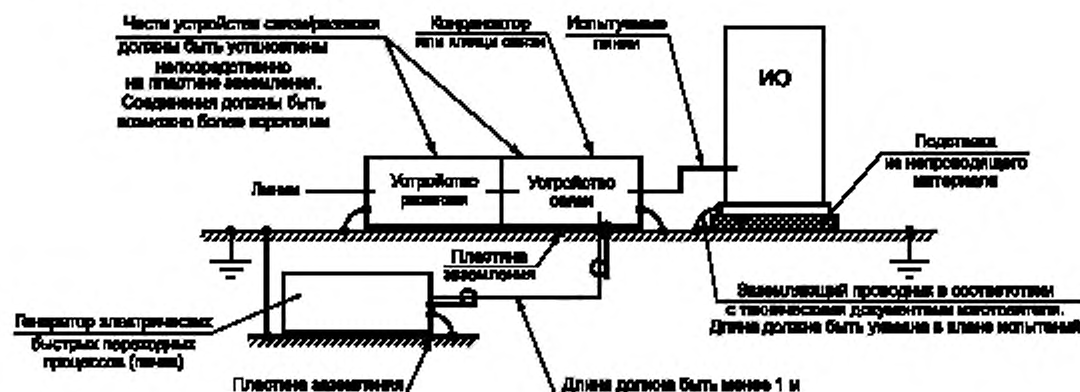 Части устройства связи/развязки
должны быть установлены
непосредственно
на пластине заземления.
Соединения должны быть
возможно более короткими
Конденсатор
или клещи связи
Испытуемые
линии
ИО
Подставка
из непроводящего
материала
Линии
Устройство
развязки
Устройство
связи
Пластина
заземления
Заземляющий проводник в соответствии
с техническими документами изготовителя.
Длина должна быть указана в плане испытаний
Генератор электрических
быстрых переходных
процессов (пачек)
Пластина заземления
Длина должна быть менее 1 м